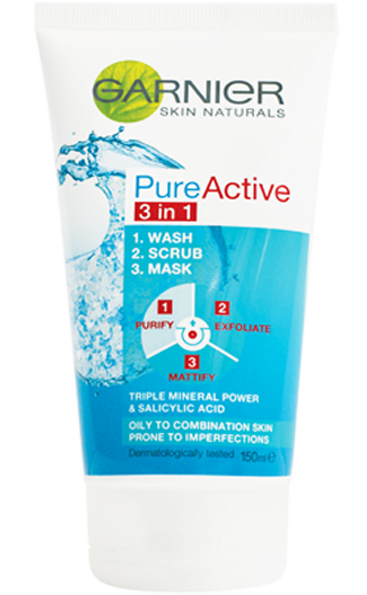 GARNIER
SKIN NATURALS
PureActive
3 in 1
1. WASH
2. SCRUB
3. MASK
1 2
PURIFY EXFOLIATE
3
MATTIFY
TRIPLE MINERAL POWER
& SALICYLIC ACID
OILY TO COMBINATION SKIN
PRONE TO IMPERFECTIONS
Dermatologically tested 150ml e